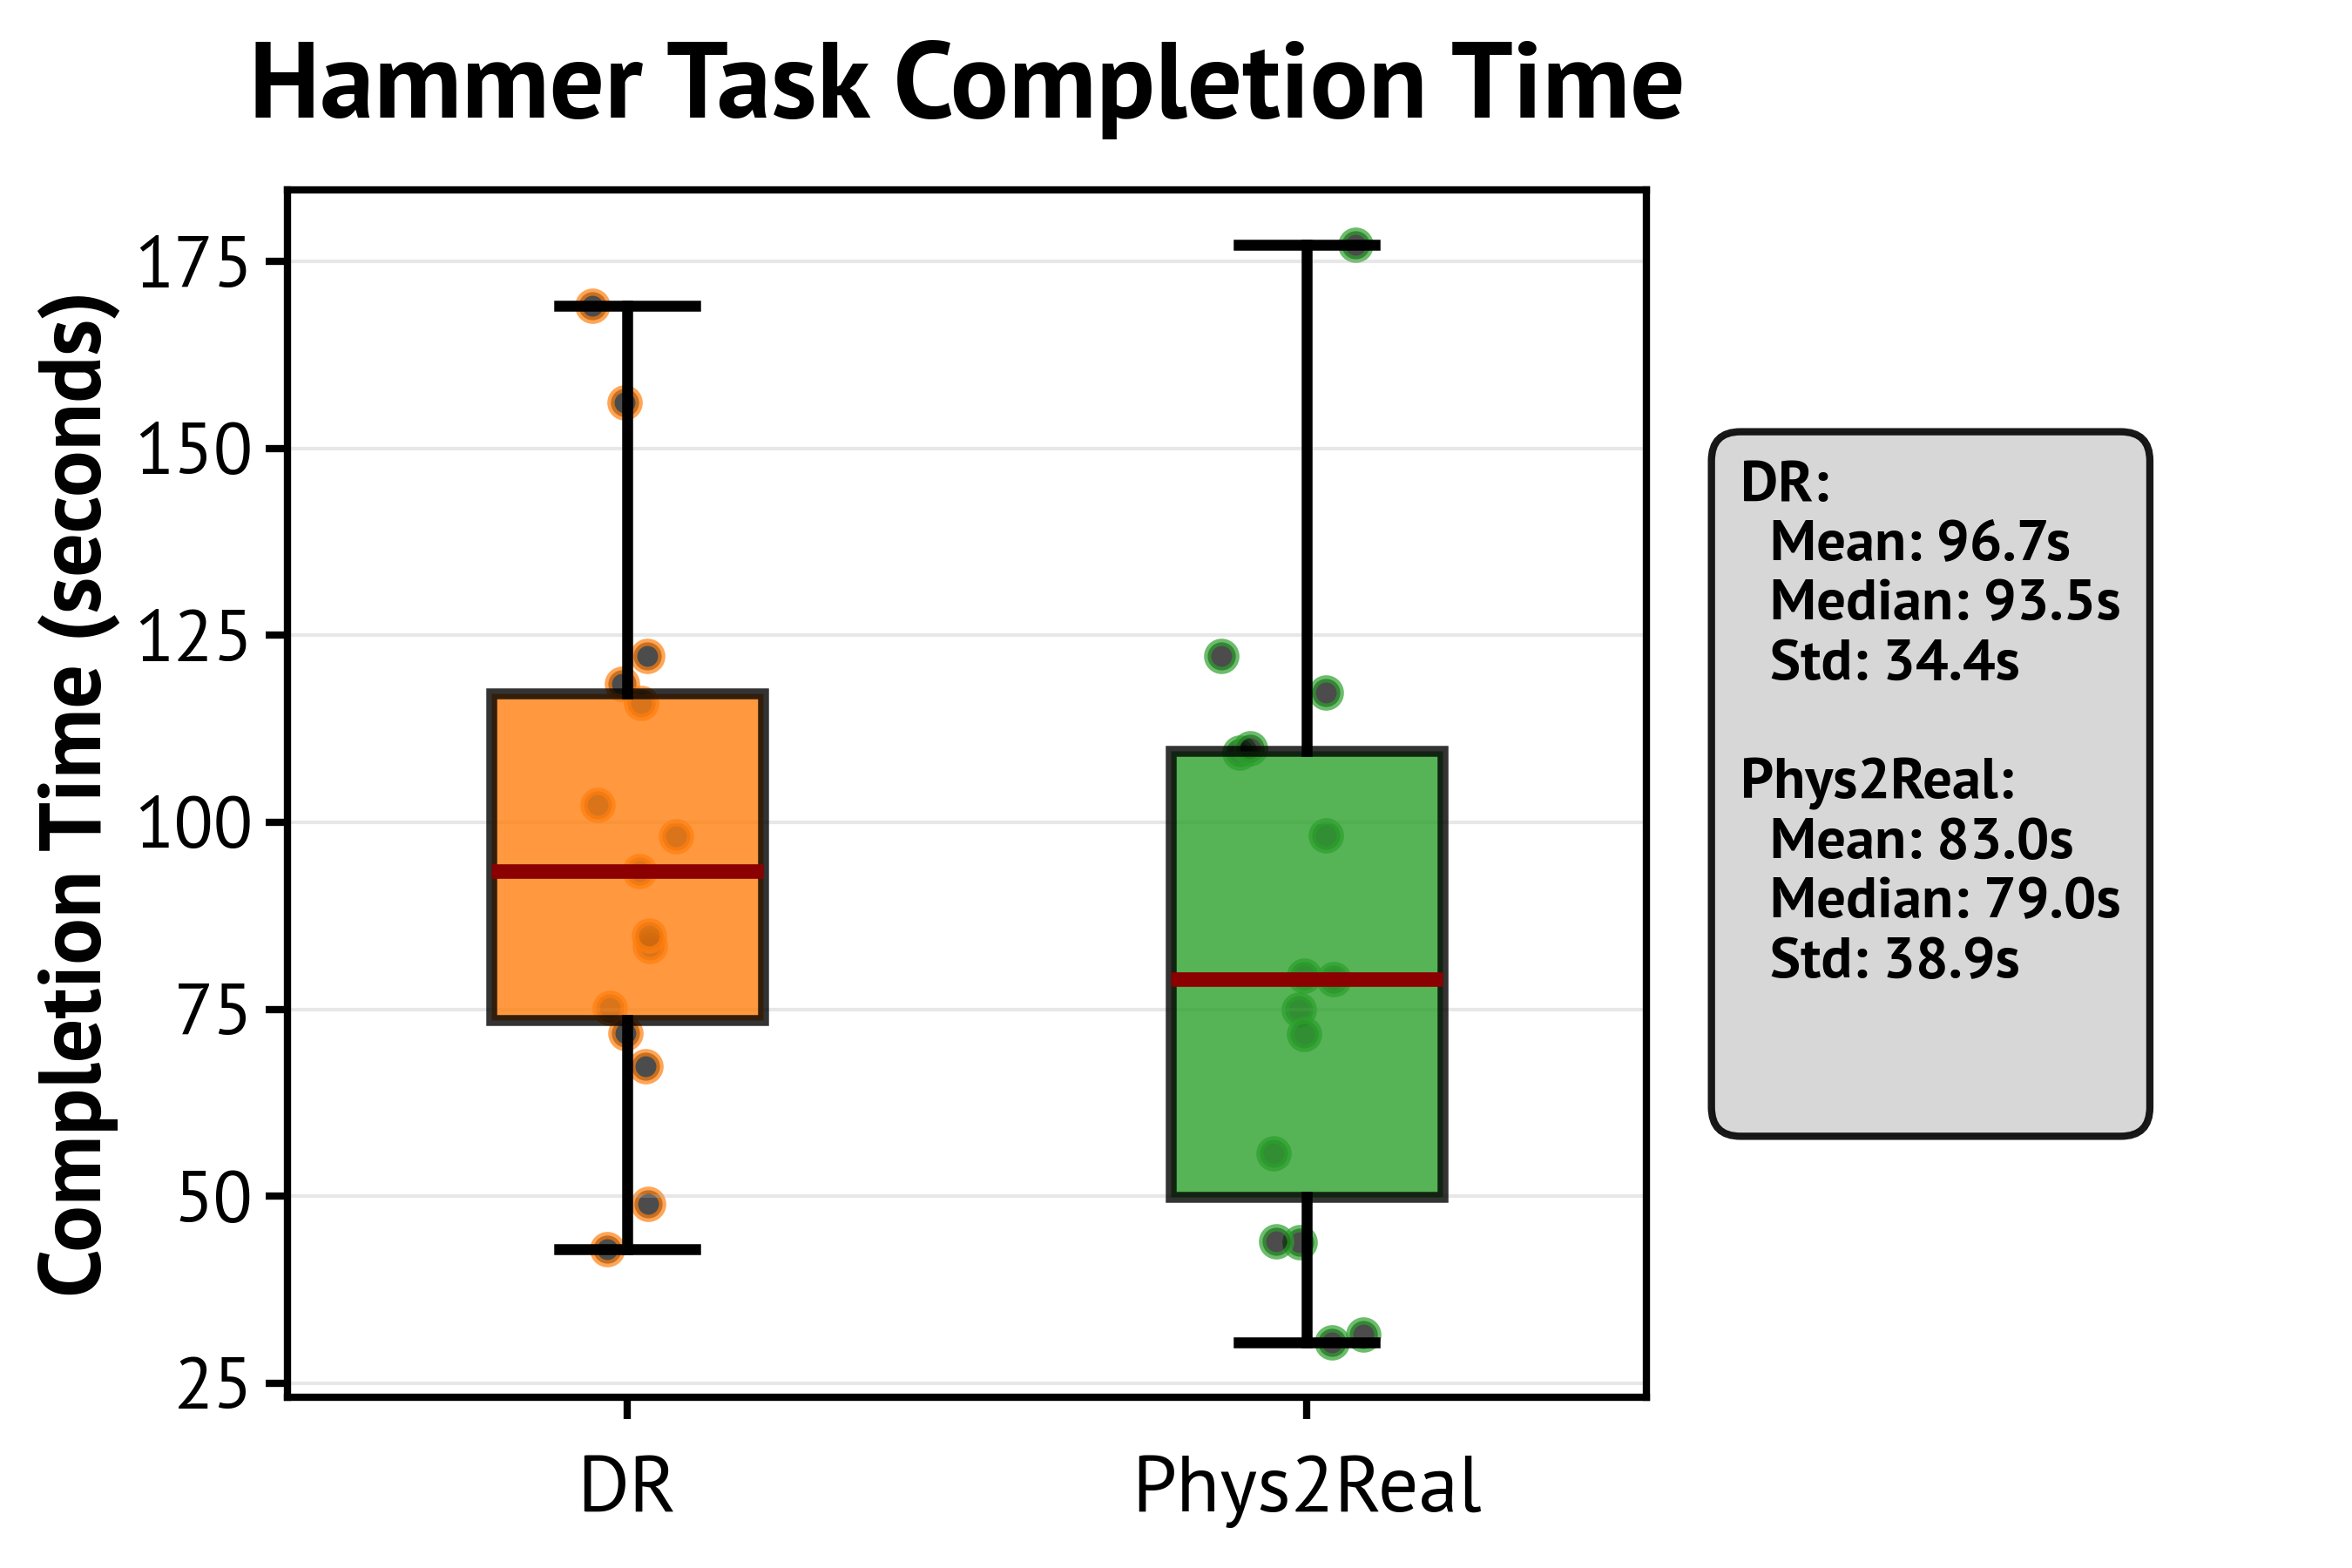 Hammer Task Completion Time
Completion Time (seconds)
175
150
125
100
75
50
25
DR
Phys2Real
DR:
Mean: 96.7s
Median: 93.5s
Std: 34.4s
Phys2Real:
Mean: 83.0s
Median: 79.0s
Std: 38.9s